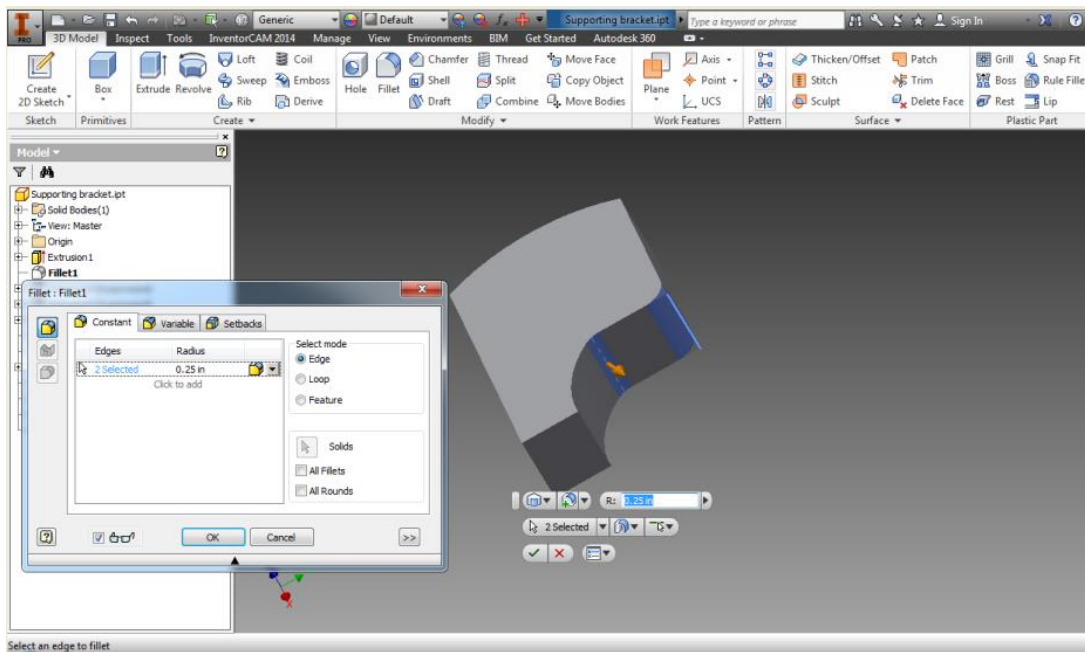 Generic Default Supporting bracket.ipt Type a keyword or phrase Sign In
PRO 3D Model Inspect Tools InventorCAM 2014 Manage View Environments BIM Get Started Autodesk 360
Loft Coil Chamfer Thread Move Face Axis Thicken/Offset Patch Grill Snap Fit
Create 2D Sketch Box Extrude Revolve Sweep Emboss Hole Fillet Shell Split Copy Object Plane Point Stitch Trim Boss Rule Fille
Rib Derive Draft Combine Move Bodies UCS Sculpt Delete Face Rest Lip
Sketch Primitives Create Modify Work Features Pattern Surface Plastic Part
Model
Supporting bracket.ipt
Solid Bodies(1)
View: Master
Origin
Extrusion1
Fillet1
Fillet : Fillet1
Constant Variable Setbacks
Edges Radius
2 Selected 0.25 in
Click to add
Select mode
Edge
Loop
Feature
Solids
All Fillets
All Rounds
OK Cancel >>
R: 0.25 in
2 Selected
X
Select an edge to fillet